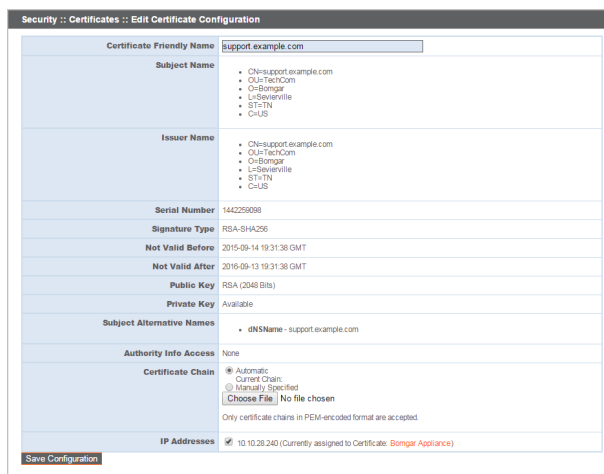 Security :: Certificates :: Edit Certificate Configuration
Certificate Friendly Name support.example.com
Subject Name
CN=support.example.com
OU=TechCom
O=Bomgar
L=Sevierville
ST=TN
C=US
Issuer Name
CN=support.example.com
OU=TechCom
O=Bomgar
L=Sevierville
ST=TN
C=US
Serial Number 1442259098
Signature Type RSA-SHA256
Not Valid Before 2015-09-14 19:31:38 GMT
Not Valid After 2016-09-13 19:31:38 GMT
Public Key RSA (2048 Bits)
Private Key Available
Subject Alternative Names
dNSName - support.example.com
Authority Info Access None
Certificate Chain Automatic
Current Chain:
Manually Specified
Choose File No file chosen
Only certificate chains in PEM-encoded format are accepted.
IP Addresses 10.10.28.240 (Currently assigned to Certificate: Bomgar Appliance)
Save Configuration